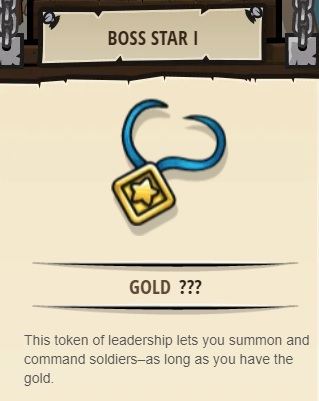 BOSS STAR I
GOLD ???
This token of leadership lets you summon and
command soldiers–as long as you have the
gold.